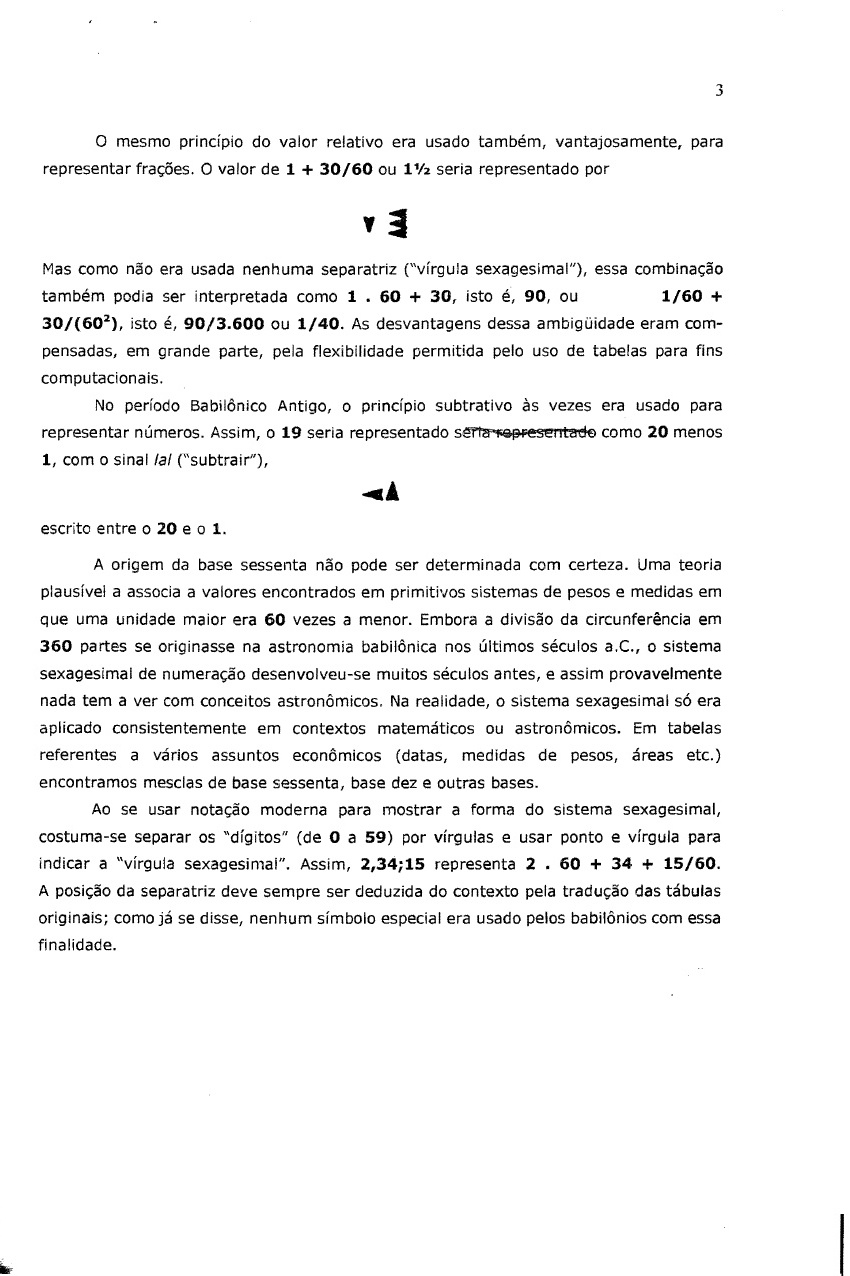 3
O mesmo princípio do valor relativo era usado também, vantajosamente, para
representar frações. O valor de 1 + 30/60 ou 1½ seria representado por
Mas como não era usada nenhuma separatriz ("vírgula sexagesimal"), essa combinação
também podia ser interpretada como 1 . 60 + 30, isto é, 90, ou 1/60 +
30/(60²), isto é, 90/3.600 ou 1/40. As desvantagens dessa ambigüidade eram com-
pensadas, em grande parte, pela flexibilidade permitida pelo uso de tabelas para fins
computacionais.
No período Babilônico Antigo, o princípio subtrativo às vezes era usado para
representar números. Assim, o 19 seria representado seria representado como 20 menos
1, com o sinal lal ("subtrair"),
escrito entre o 20 e o 1.
A origem da base sessenta não pode ser determinada com certeza. Uma teoria
plausível a associa a valores encontrados em primitivos sistemas de pesos e medidas em
que uma unidade maior era 60 vezes a menor. Embora a divisão da circunferência em
360 partes se originasse na astronomia babilônica nos últimos séculos a.C., o sistema
sexagesimal de numeração desenvolveu-se muitos séculos antes, e assim provavelmente
nada tem a ver com conceitos astronômicos. Na realidade, o sistema sexagesimal só era
aplicado consistentemente em contextos matemáticos ou astronômicos. Em tabelas
referentes a vários assuntos econômicos (datas, medidas de pesos, áreas etc.)
encontramos mesclas de base sessenta, base dez e outras bases.
Ao se usar notação moderna para mostrar a forma do sistema sexagesimal,
costuma-se separar os "dígitos" (de 0 a 59) por vírgulas e usar ponto e vírgula para
indicar a "vírgula sexagesimal". Assim, 2,34;15 representa 2 . 60 + 34 + 15/60.
A posição da separatriz deve sempre ser deduzida do contexto pela tradução das tábulas
originais; como já se disse, nenhum símbolo especial era usado pelos babilônios com essa
finalidade.